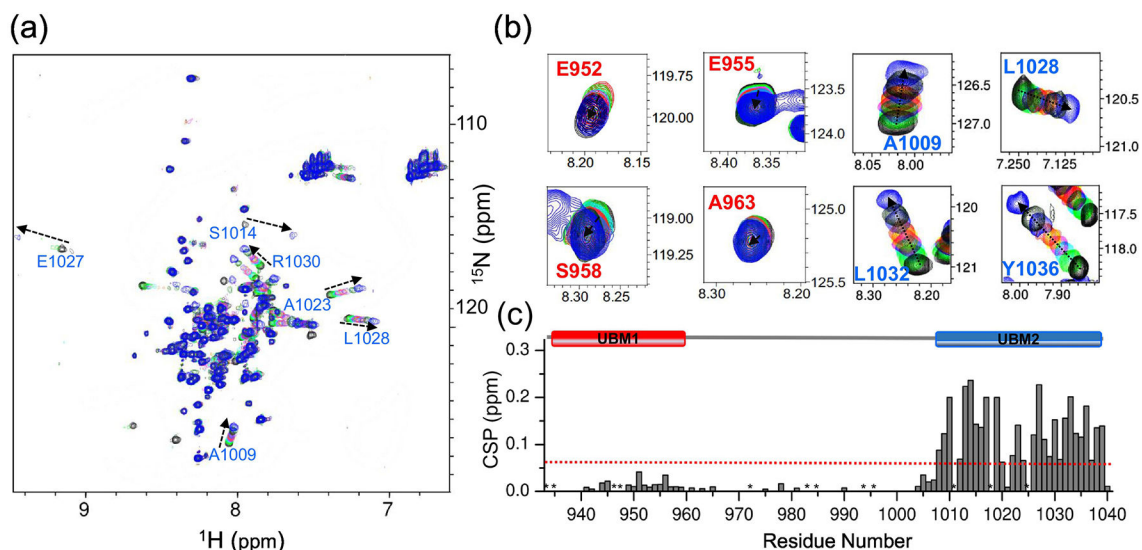 (a)
110
120
¹⁵N (ppm)
9
8
7
¹H (ppm)
S1014
E1027
R1030
A1023
L1028
A1009
(b)
E952
119.75
120.00
8.20
8.15
E955
123.5
124.0
8.40
8.35
A1009
126.5
127.0
8.05
8.00
L1028
120.5
121.0
7.250
7.125
S958
119.00
119.25
8.30
8.25
A963
125.0
125.5
8.30
8.20
L1032
120
121
8.30
8.20
Y1036
117.5
118.0
8.00
7.90
(c)
UBM1
UBM2
0.3
0.2
0.1
0.0
CSP (ppm)
* * * * * * * * * * * *
940 950 960 970 980 990 1000 1010 1020 1030 1040
Residue Number